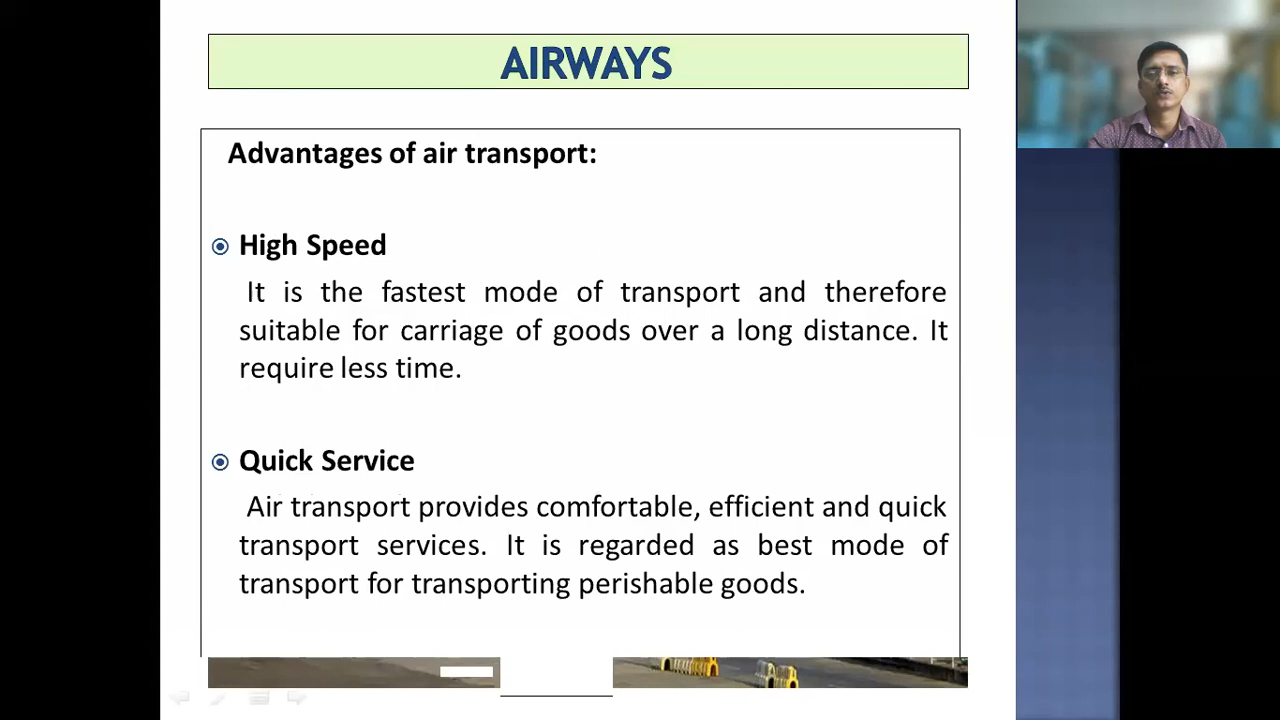 AIRWAYS
Advantages of air transport:
High Speed
It is the fastest mode of transport and therefore
suitable for carriage of goods over a long distance. It
require less time.
Quick Service
Air transport provides comfortable, efficient and quick
transport services. It is regarded as best mode of
transport for transporting perishable goods.